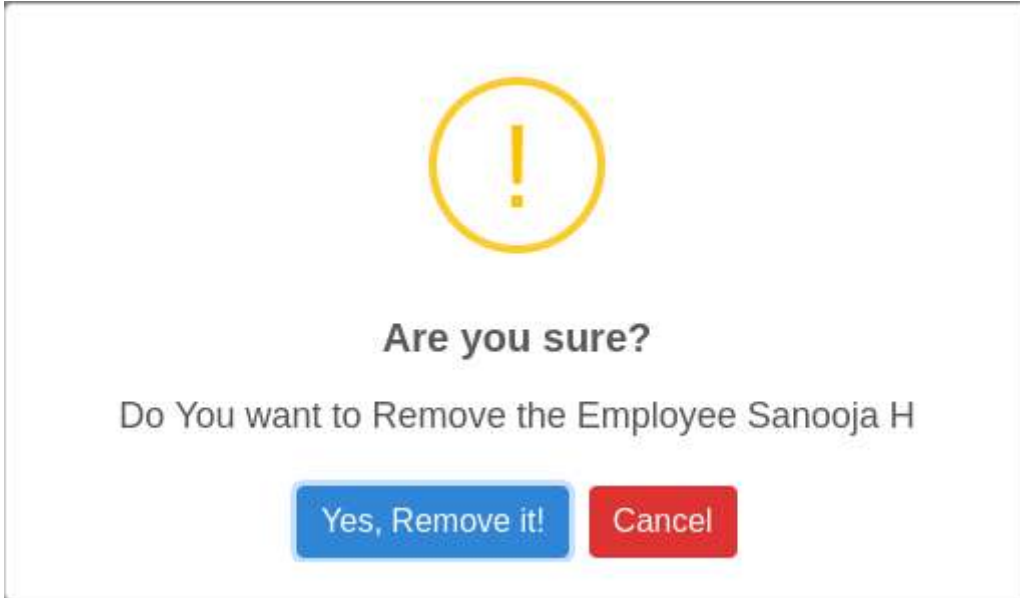 !
Are you sure?
Do You want to Remove the Employee Sanooja H
Yes, Remove it! Cancel